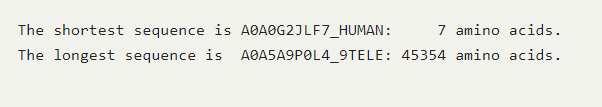 The shortest sequence is A0A0G2JLF7_HUMAN:     7 amino acids.
The longest sequence is  A0A5A9P0L4_9TELE: 45354 amino acids.